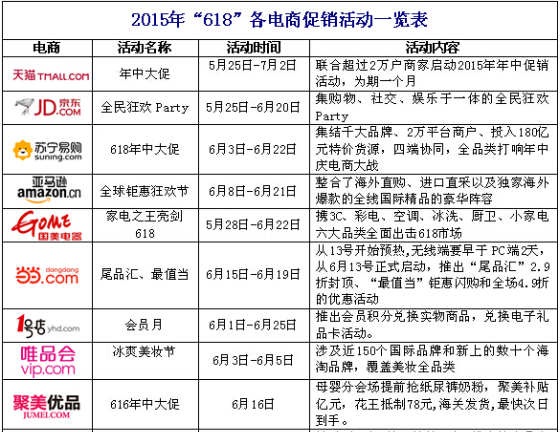 2015年“618”各电商促销活动一览表
电商 活动名称 活动时间 活动内容
天猫TMALL.COM 年中大促 5月25日-7月2日 联合超过2万户商家启动2015年年中促销
活动，为期一个月
JD京东.COM 全民狂欢 Party 5月25日-6月20日 集购物、社交、娱乐于一体的全民狂欢
Party
苏宁易购
suning.com 618年中大促 6月3日-6月22日 集结千大品牌、2万平台商户、投入180亿
元特价货源，四端协同，全品类打响年中
庆电商大战
亚马逊
amazon.cn 全球钜惠狂欢节 6月8日-6月21日 整合了海外直购、进口直采以及独家海外
爆款的全线国际精品的豪华阵容
GOME
国美电器 家电之王亮剑
618 5月28日-6月22日 携3C、彩电、空调、冰洗、厨卫、小家电
六大品类全面出击618市场
当当.com
dangdang 尾品汇、最值当 6月15日-6月19日 从13号开始预热,无线端要早于PC端2天，
从6月13号正式启动，推出“尾品汇”2.9
折封顶、“最值当”钜惠闪购和全场4.9折
的优惠活动
1号店yhd.com 会员月 6月1日-6月25日 推出会员积分兑换实物商品，兑换电子礼
品卡活动。
唯品会
vip.com 冰爽美妆节 6月3日-6月5日 涉及近150个国际品牌和新上的数十个海
淘品牌，覆盖美妆全品类
聚美优品
JUMEI.COM 616年中大促 6月16日 母婴分会场提前抢纸尿裤奶粉，聚美补贴
亿元，花王抵制78元,海关发货,最快次日
到手。